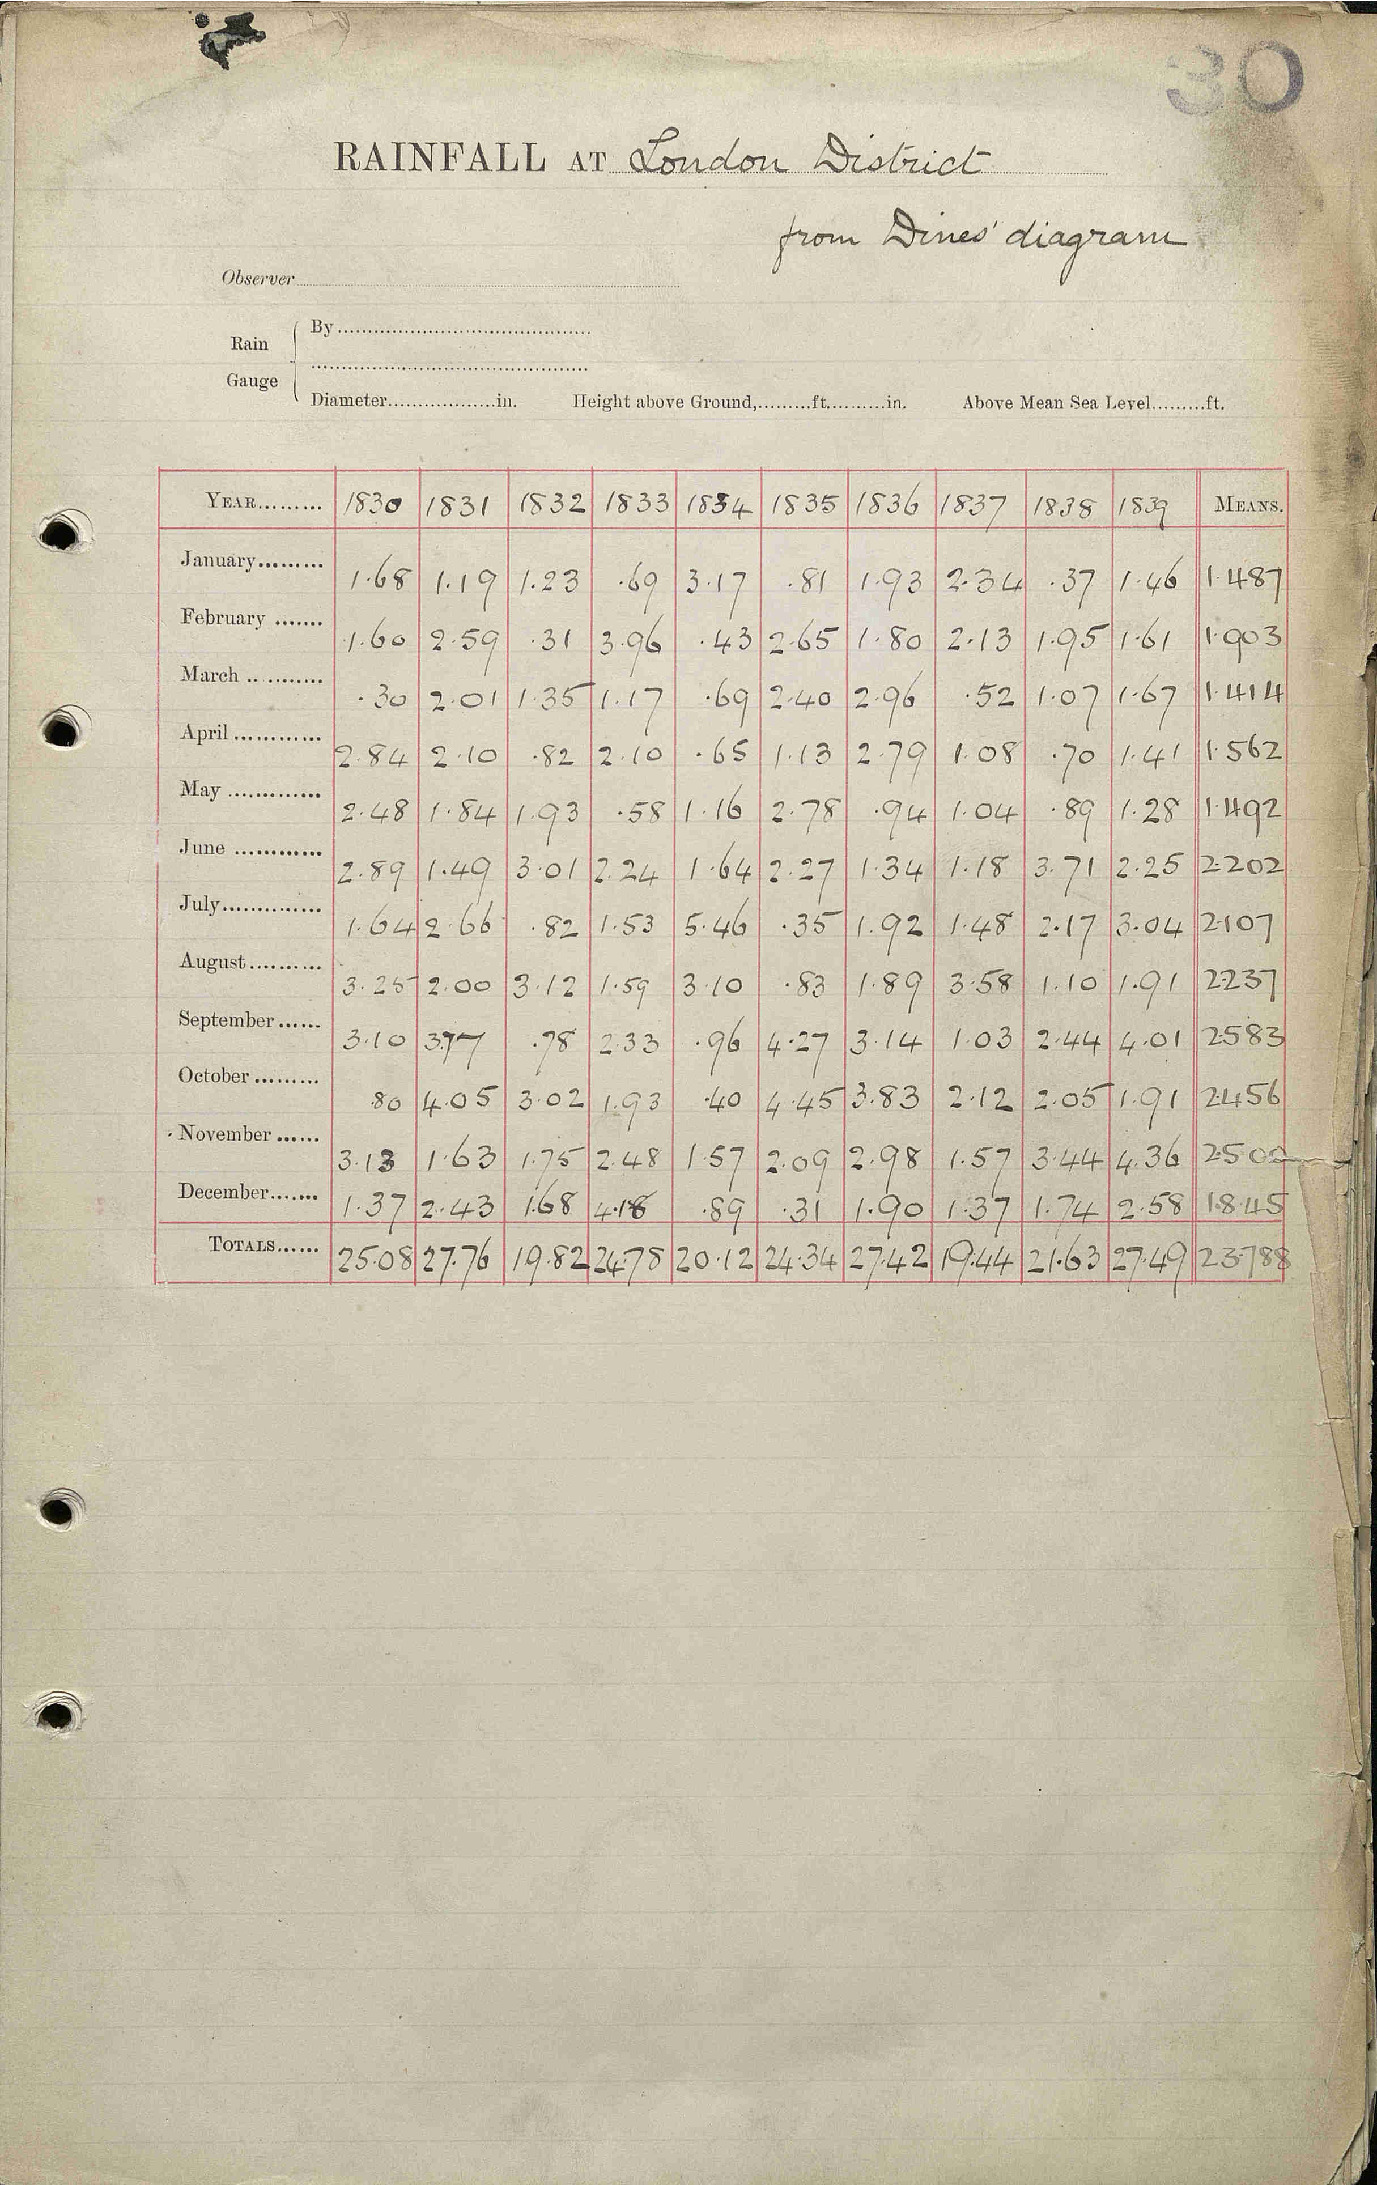 30
RAINFALL AT London District
from Dines' diagram
Observer
Rain Gauge
By
Diameter in. Height above Ground, ft. in. Above Mean Sea Level ft.
YEAR 1830 1831 1832 1833 1834 1835 1836 1837 1838 1839 MEANS.
January 1.68 1.19 1.23 .69 3.17 .81 1.93 2.34 .37 1.46 1.487
February 1.60 2.59 .31 3.96 .43 2.65 1.80 2.13 1.95 1.61 1.903
March .30 2.01 1.35 1.17 .69 2.40 2.96 .52 1.07 1.67 1.414
April 2.84 2.10 .82 2.10 .65 1.13 2.79 1.08 .70 1.41 1.562
May 2.48 1.84 1.93 .58 1.16 2.78 .94 1.04 .89 1.28 1.492
June 2.89 1.49 3.01 2.24 1.64 2.27 1.34 1.18 3.71 2.25 2.202
July 1.64 2.66 .82 1.53 5.46 .35 1.92 1.48 2.17 3.04 2.107
August 3.25 2.00 3.12 1.59 3.10 .83 1.89 3.58 1.10 1.91 2.237
September 3.10 3.77 .78 2.33 .96 4.27 3.14 1.03 2.44 4.01 2.583
October .80 4.05 3.02 1.93 .40 4.45 3.83 2.12 2.05 1.91 2.456
November 3.13 1.63 1.75 2.48 1.57 2.09 2.98 1.57 3.44 4.36 2.500
December 1.37 2.43 1.68 4.18 .89 .31 1.90 1.37 1.74 2.58 1.845
TOTALS 25.08 27.76 19.82 24.78 20.12 24.34 27.42 19.44 21.63 27.49 23.788